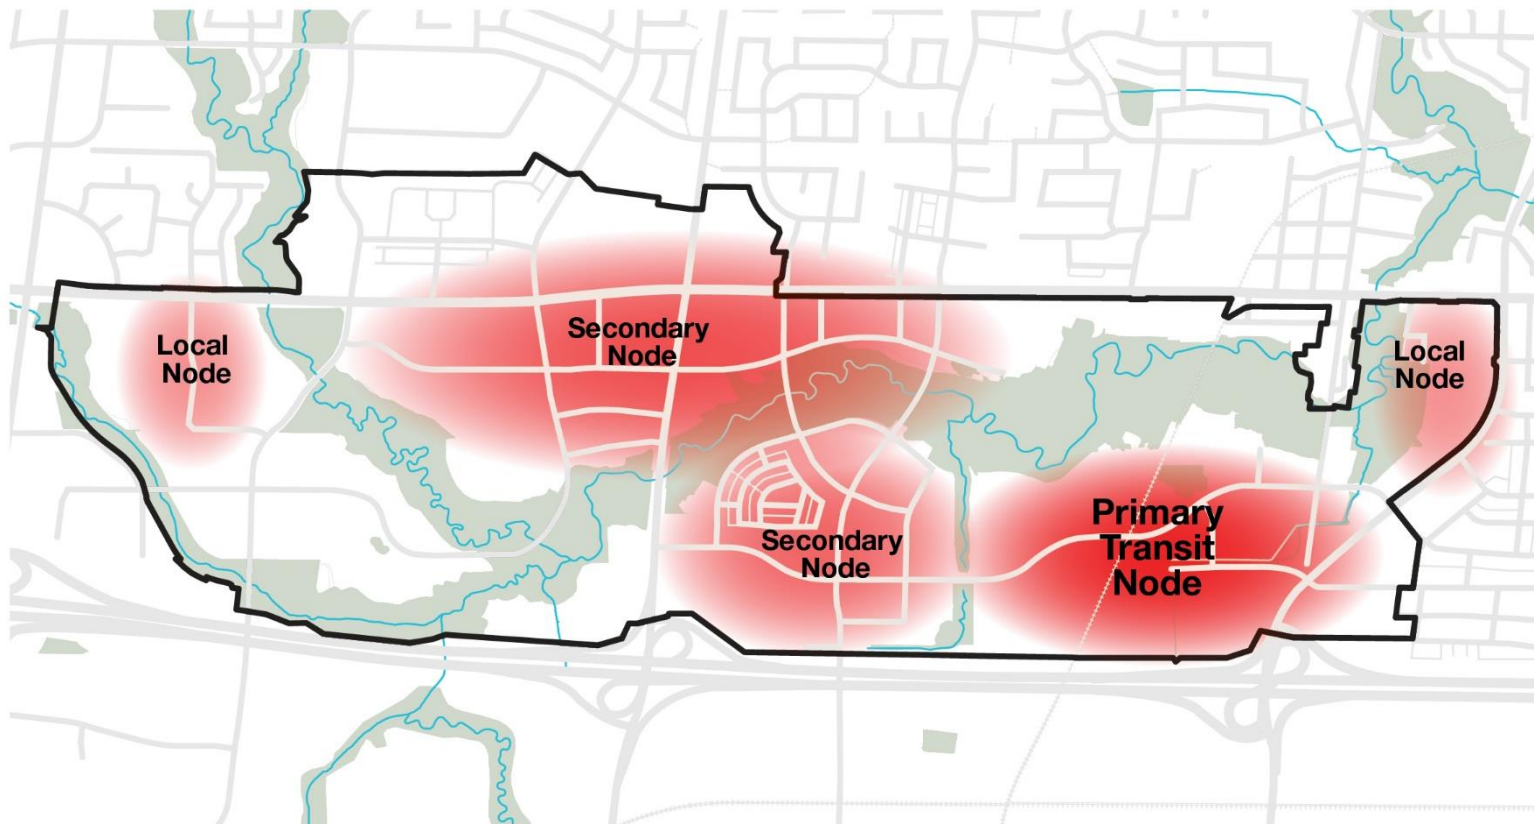 Secondary
Node
Local
Node
Local
Node
Primary
Transit
Node
Secondary
Node